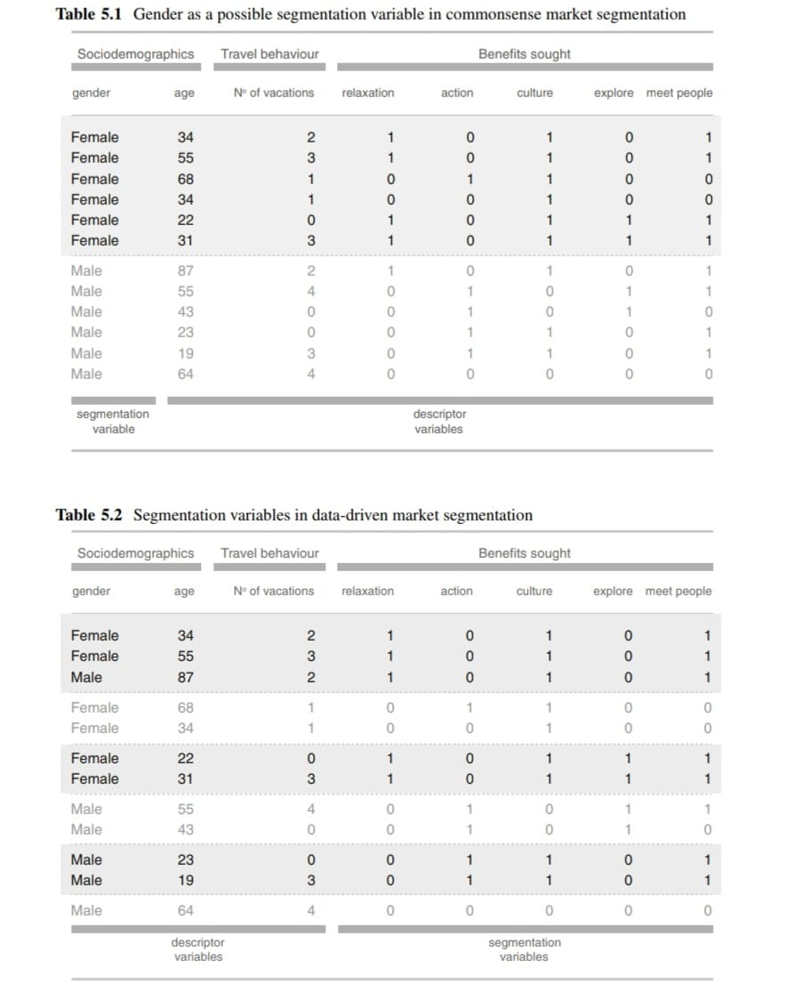 Table 5.1 Gender as a possible segmentation variable in commonsense market segmentation
Sociodemographics Travel behaviour Benefits sought
gender age Nº of vacations relaxation action culture explore meet people
Female 34 2 1 0 1 0 1
Female 55 3 1 0 1 0 1
Female 68 1 0 1 1 0 0
Female 34 1 0 0 1 0 0
Female 22 0 1 0 1 1 1
Female 31 3 1 0 1 1 1
Male 87 2 1 0 1 0 1
Male 55 4 0 1 0 1 1
Male 43 0 0 1 0 1 0
Male 23 0 0 1 1 0 1
Male 19 3 0 1 1 0 1
Male 64 4 0 0 0 0 0
segmentation descriptor
variable variables
Table 5.2 Segmentation variables in data-driven market segmentation
Sociodemographics Travel behaviour Benefits sought
gender age Nº of vacations relaxation action culture explore meet people
Female 34 2 1 0 1 0 1
Female 55 3 1 0 1 0 1
Male 87 2 1 0 1 0 1
Female 68 1 0 1 1 0 0
Female 34 1 0 0 1 0 0
Female 22 0 1 0 1 1 1
Female 31 3 1 0 1 1 1
Male 55 4 0 1 0 1 1
Male 43 0 0 1 0 1 0
Male 23 0 0 1 1 0 1
Male 19 3 0 1 1 0 1
Male 64 4 0 0 0 0 0
descriptor segmentation
variables variables